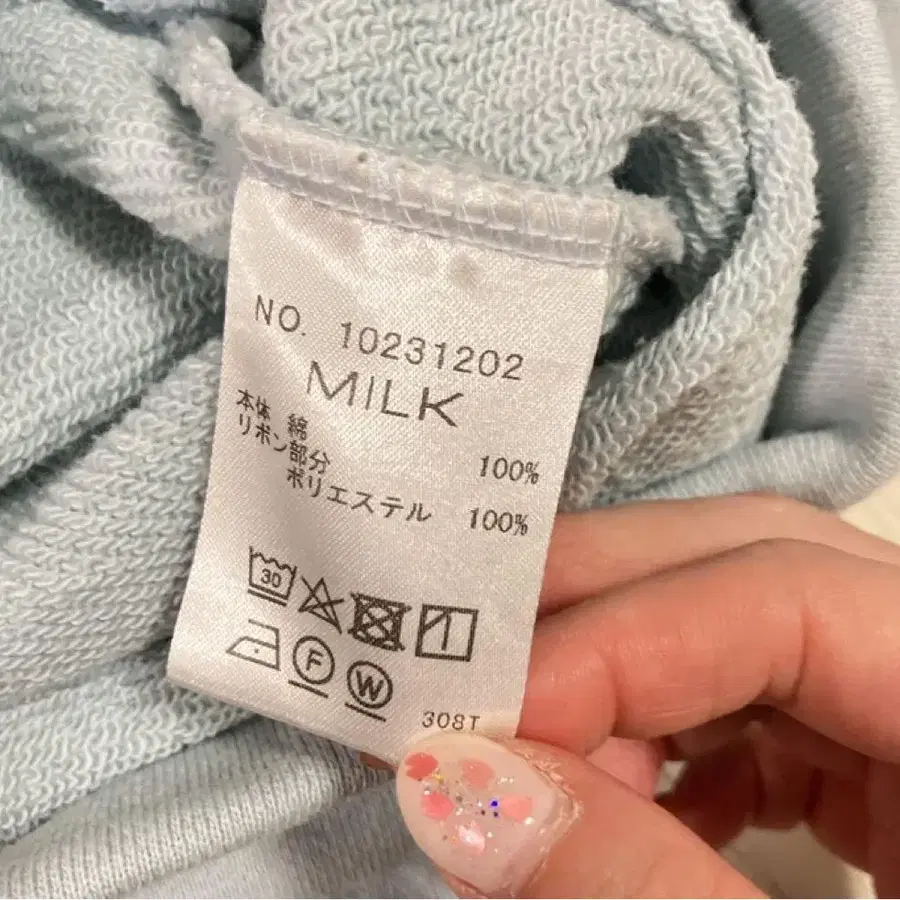 NO. 10231202
MILK
本体 綿 100%
リボン部分
ポリエステル 100%
30
F
W
308T